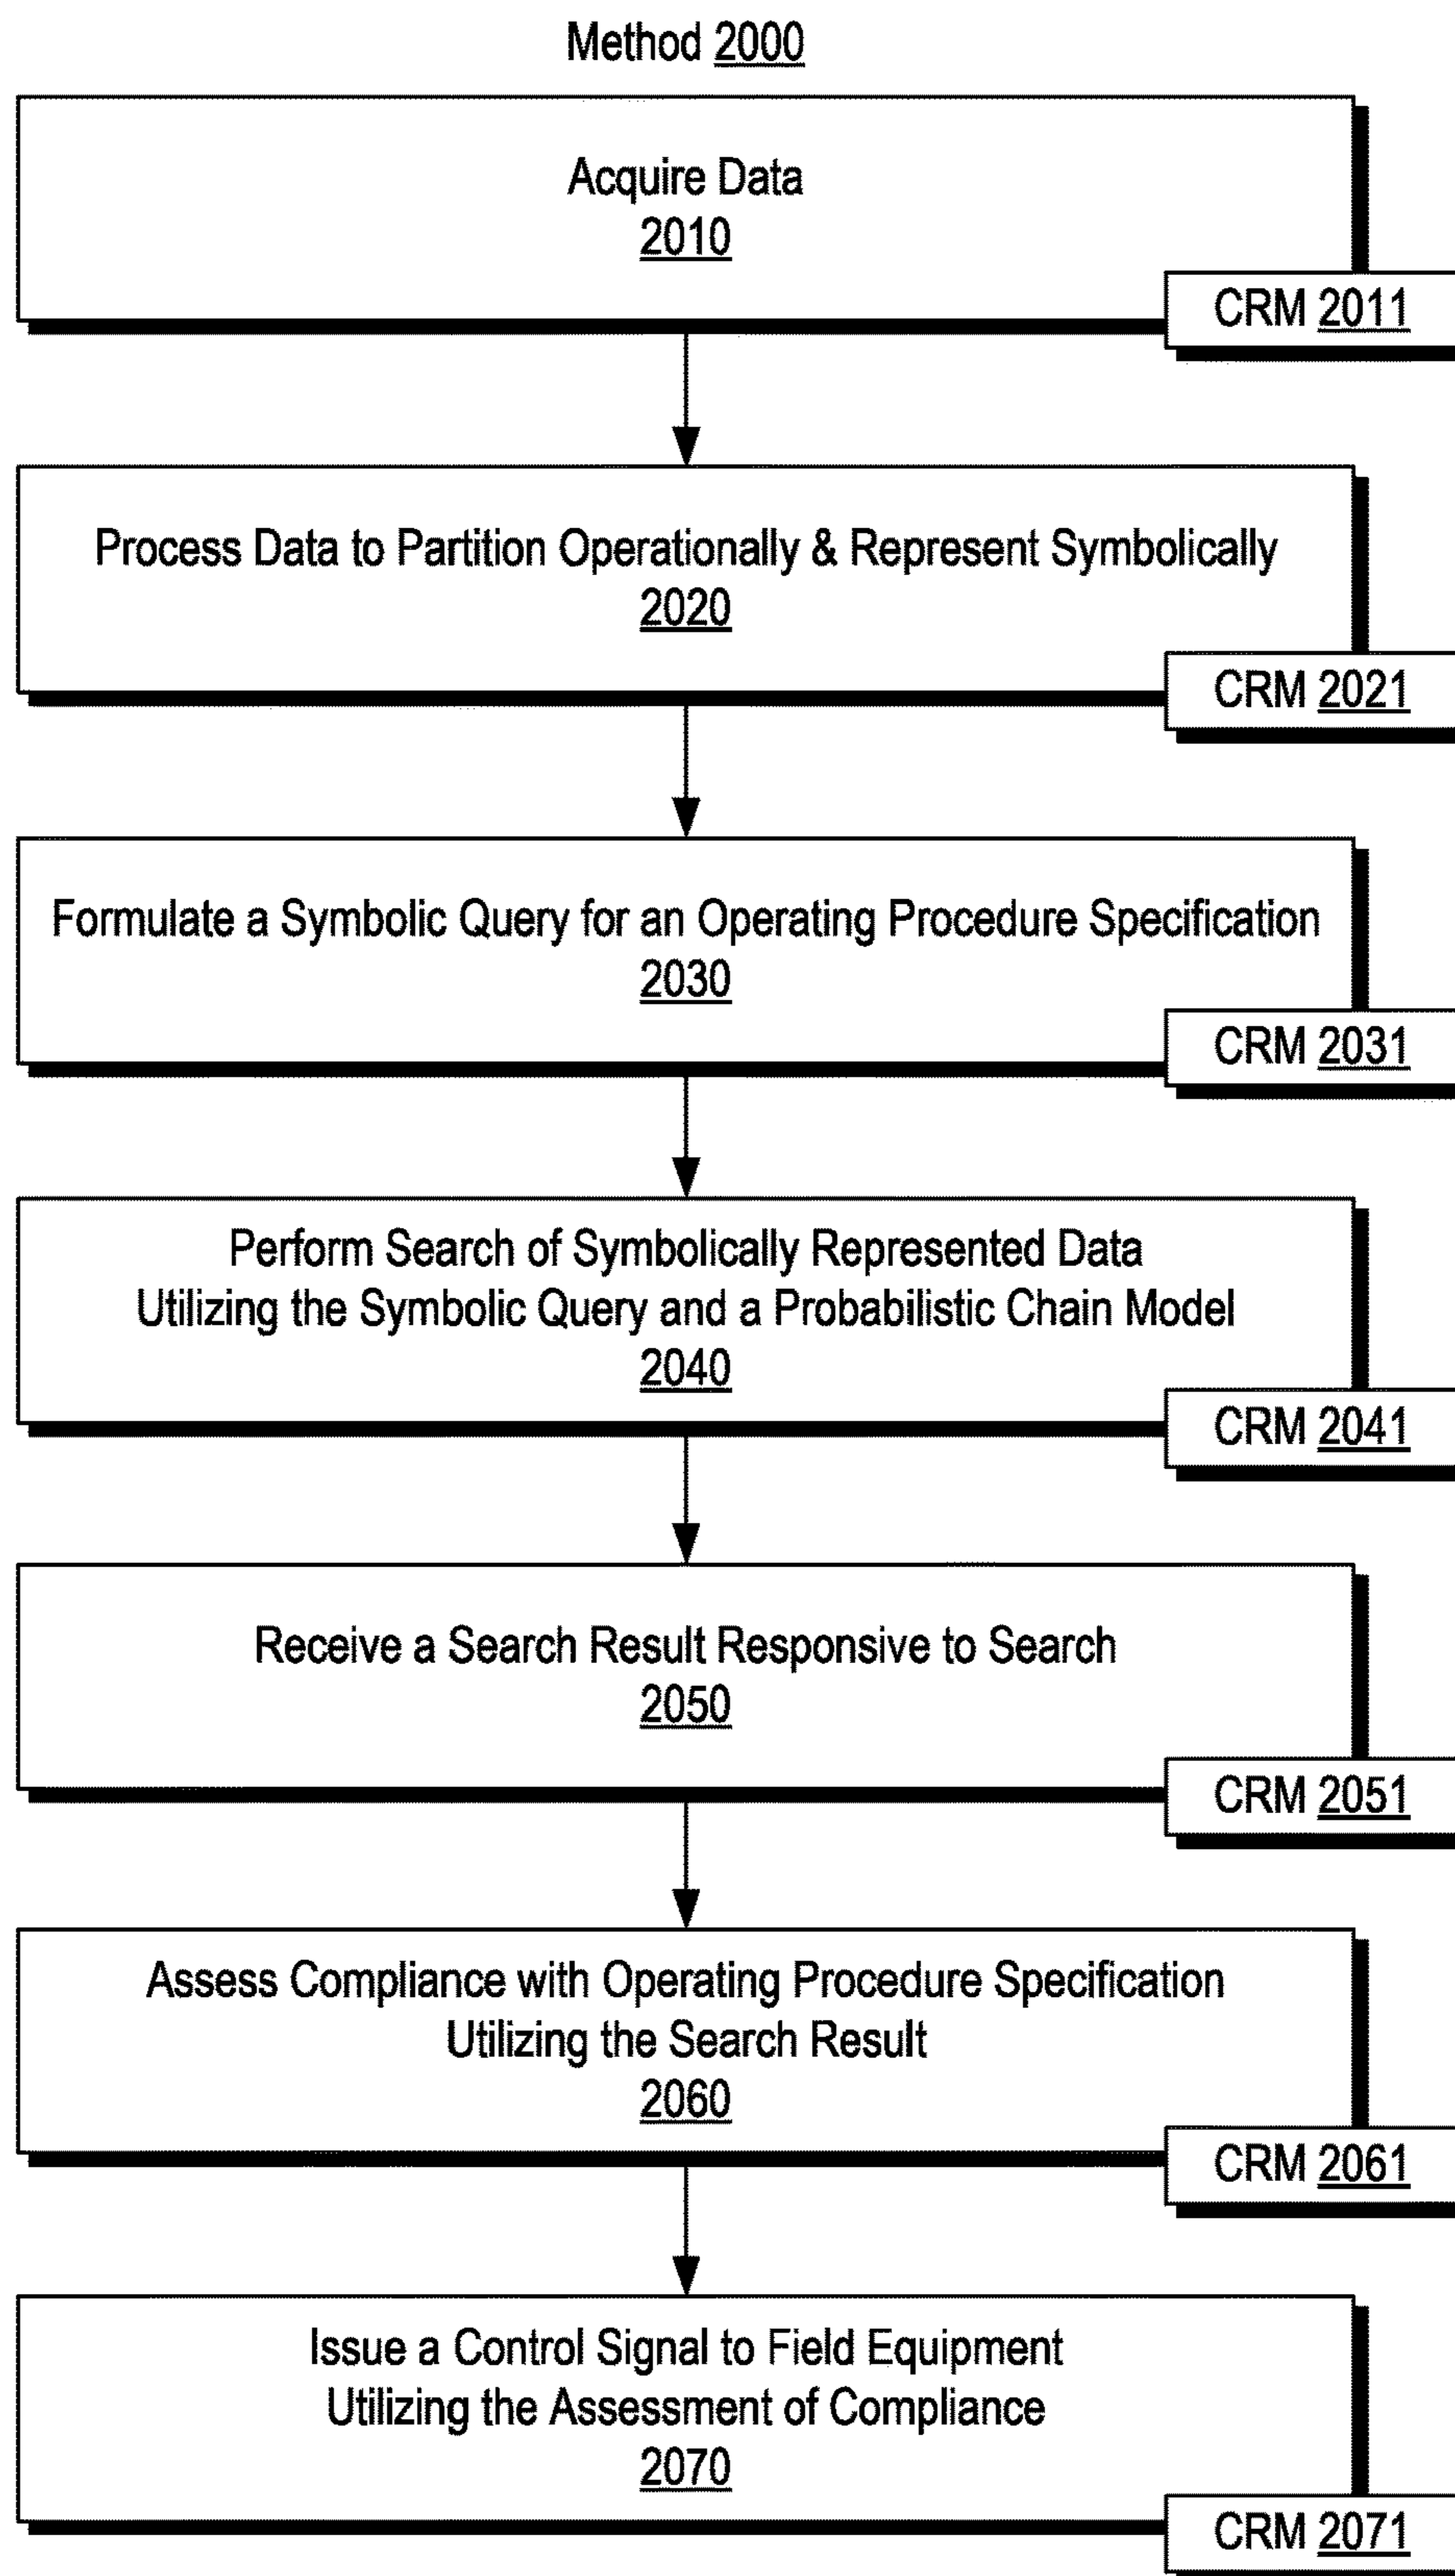 Method 2000
Acquire Data
2010
CRM 2011
Process Data to Partition Operationally & Represent Symbolically
2020
CRM 2021
Formulate a Symbolic Query for an Operating Procedure Specification
2030
CRM 2031
Perform Search of Symbolically Represented Data
Utilizing the Symbolic Query and a Probabilistic Chain Model
2040
CRM 2041
Receive a Search Result Responsive to Search
2050
CRM 2051
Assess Compliance with Operating Procedure Specification
Utilizing the Search Result
2060
CRM 2061
Issue a Control Signal to Field Equipment
Utilizing the Assessment of Compliance
2070
CRM 2071